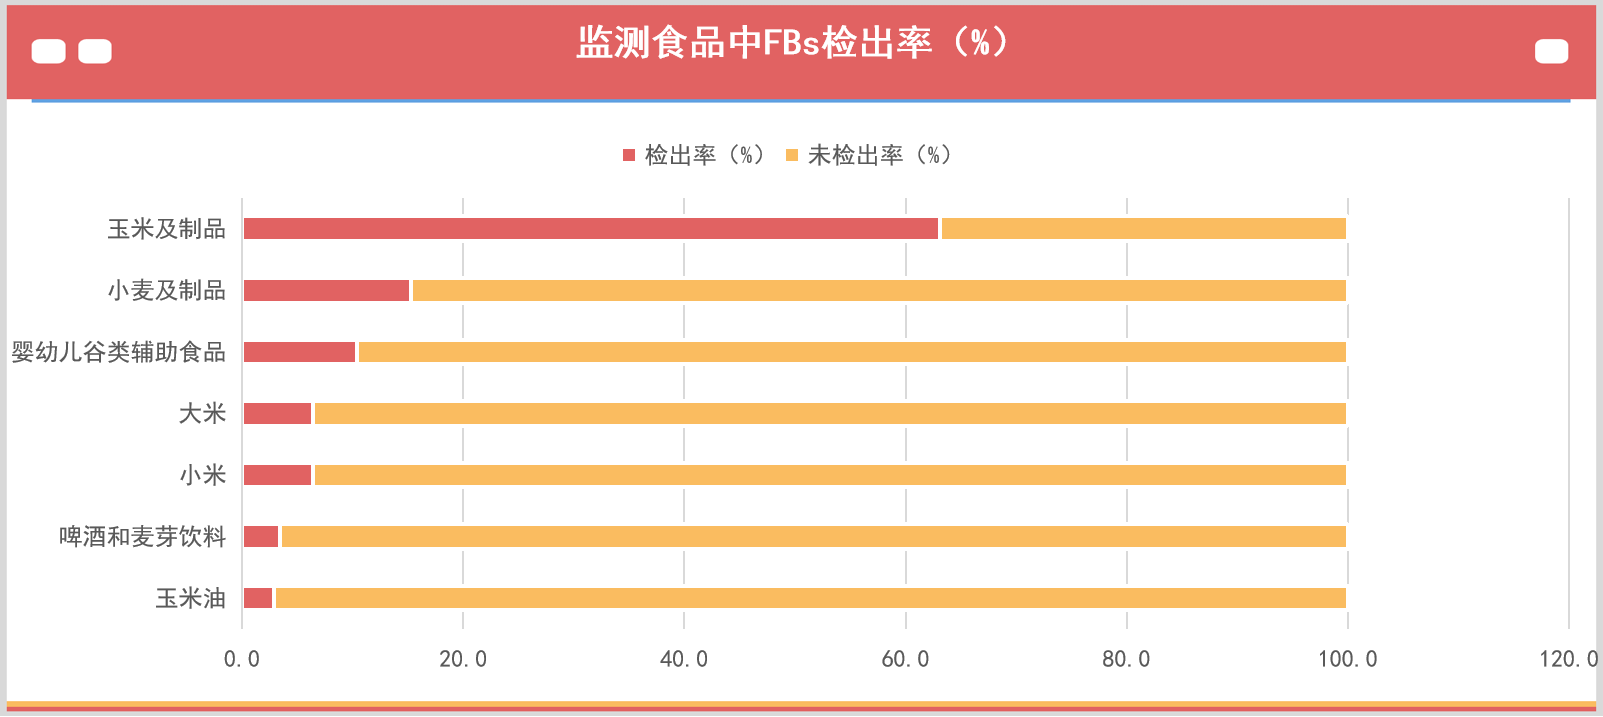 监测食品中FBs检出率（%）
检出率（%） 未检出率（%）
玉米及制品
小麦及制品
婴幼儿谷类辅助食品
大米
小米
啤酒和麦芽饮料
玉米油
0.0 20.0 40.0 60.0 80.0 100.0 120.0